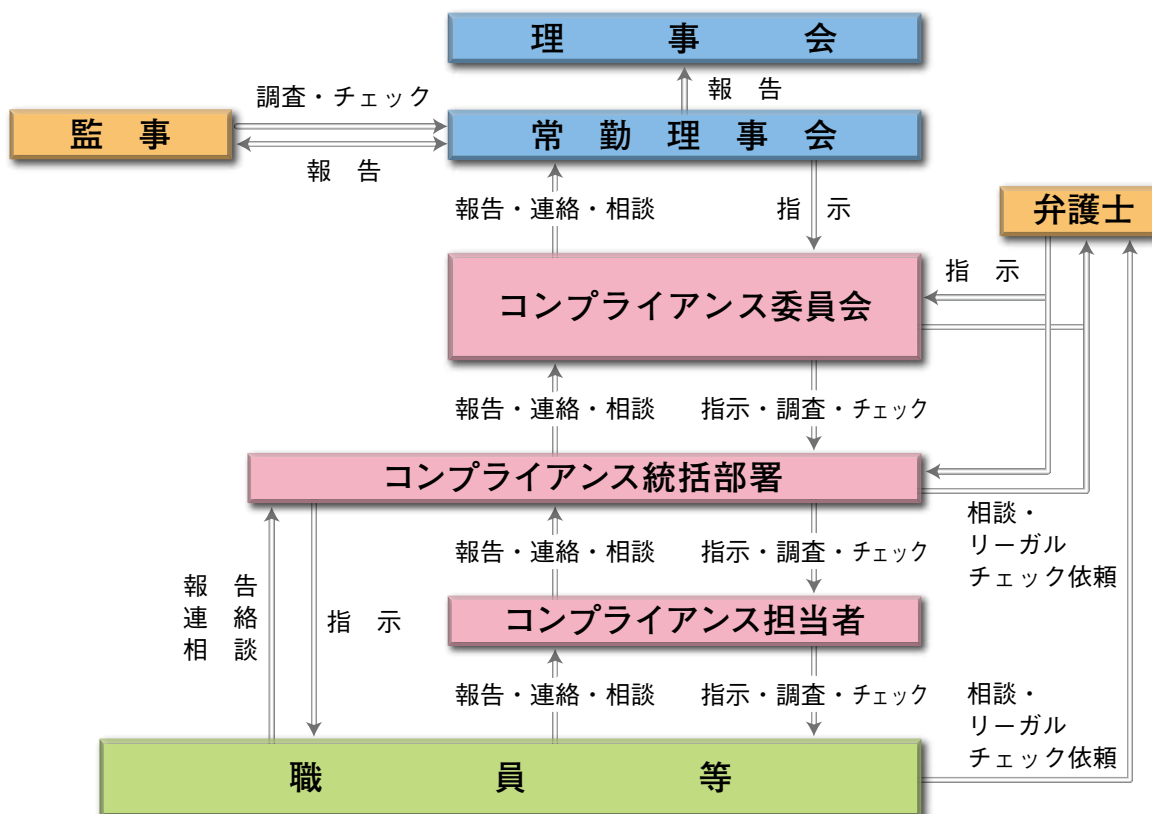 理事会
報告
調査・チェック
監事
常勤理事会
報告
報告・連絡・相談
指示
弁護士
指示
コンプライアンス委員会
報告・連絡・相談
指示・調査・チェック
コンプライアンス統括部署
相談・
リーガル
チェック依頼
報告・連絡・相談
指示・調査・チェック
報告
連絡
相談
指示
コンプライアンス担当者
報告・連絡・相談
指示・調査・チェック
相談・
リーガル
チェック依頼
職員等